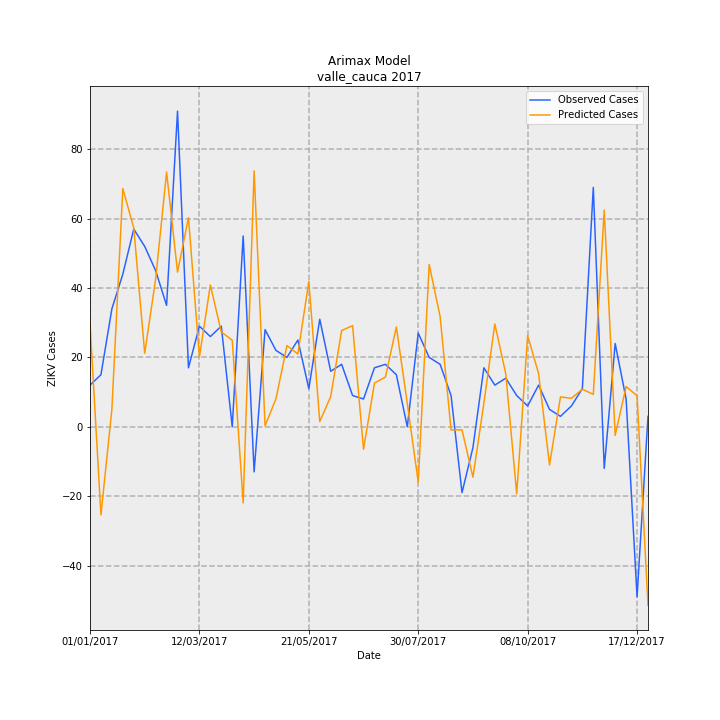 Arimax Model
valle_cauca 2017
Observed Cases
Predicted Cases
ZIKV Cases
80
60
40
20
0
−20
−40
01/01/2017
12/03/2017
21/05/2017
30/07/2017
08/10/2017
17/12/2017
Date